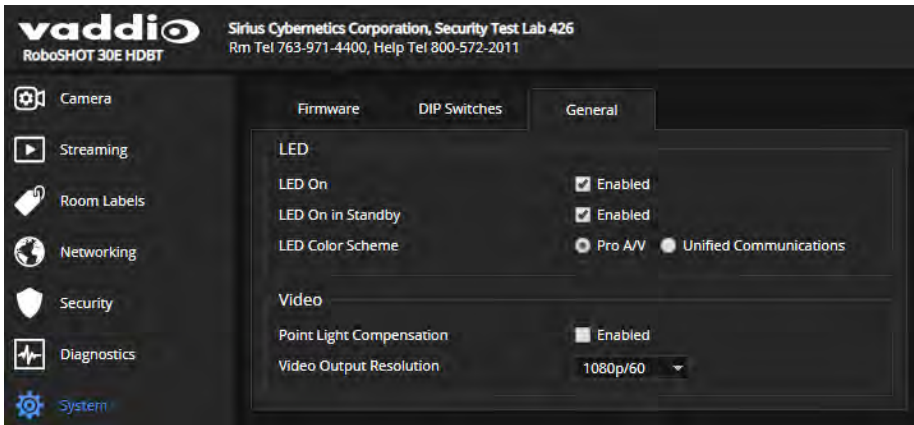 vaddio
RoboSHOT 30E HDBT
Sirius Cybernetics Corporation, Security Test Lab 426
Rm Tel 763-971-4400, Help Tel 800-572-2011
Camera
Streaming
Room Labels
Networking
Security
Diagnostics
System
Firmware DIP Switches General
LED
LED On Enabled
LED On in Standby Enabled
LED Color Scheme Pro A/V Unified Communications
Video
Point Light Compensation Enabled
Video Output Resolution 1080p/60